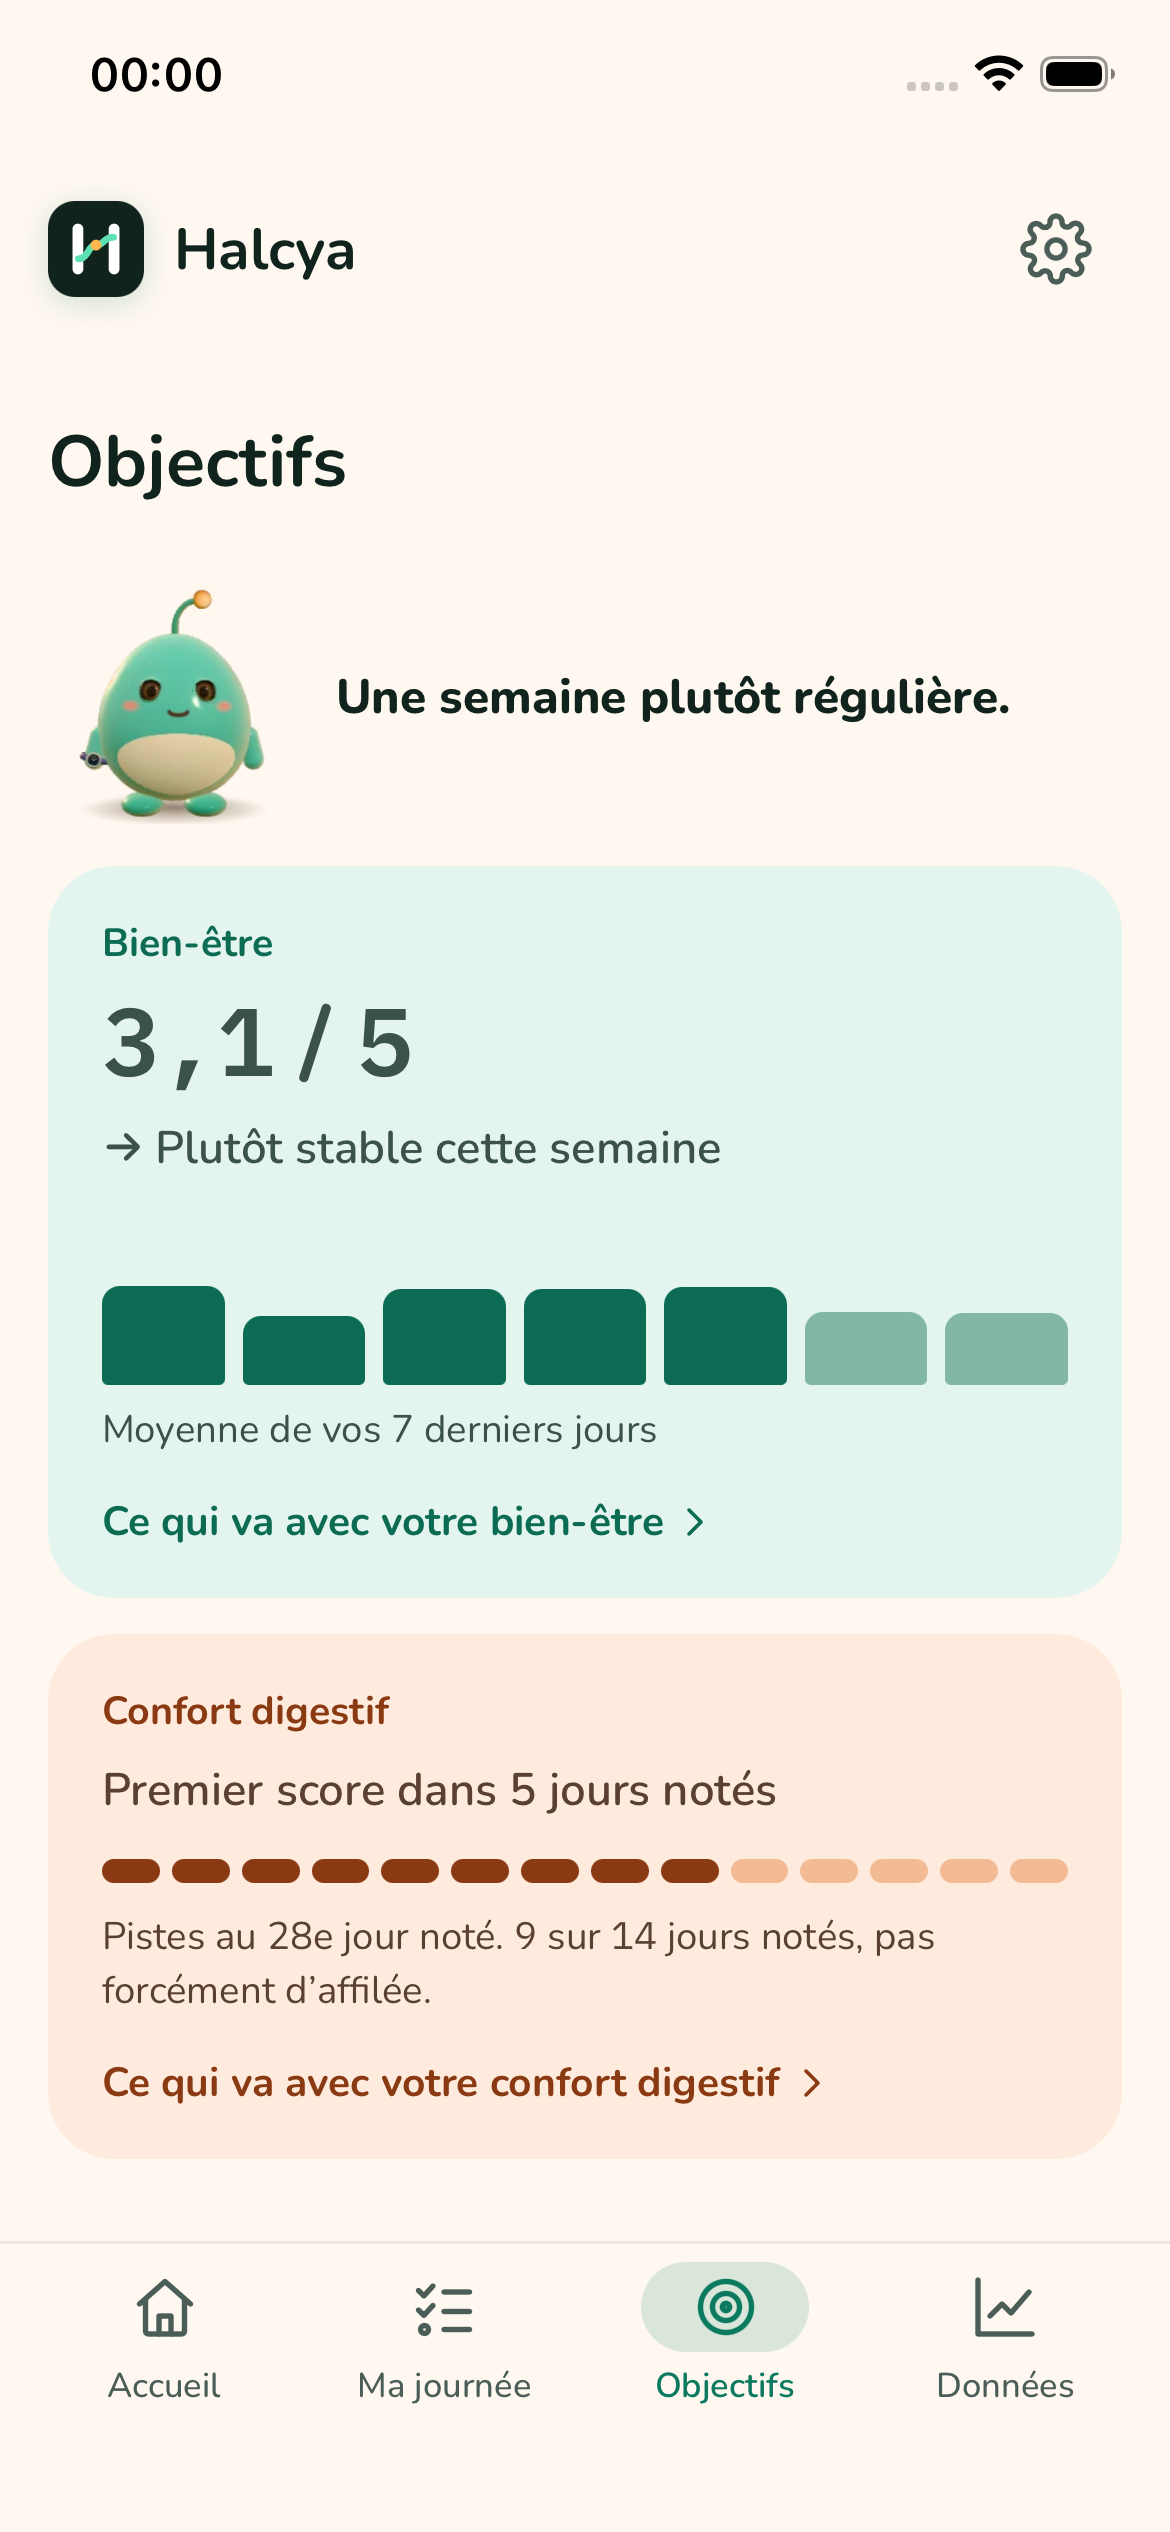 00:00
Halcya
Objectifs
Une semaine plutôt régulière.
Bien-être
3,1/5
→ Plutôt stable cette semaine
Moyenne de vos 7 derniers jours
Ce qui va avec votre bien-être >
Confort digestif
Premier score dans 5 jours notés
Pistes au 28e jour noté. 9 sur 14 jours notés, pas
forcément d’affilée.
Ce qui va avec votre confort digestif >
Accueil
Ma journée
Objectifs
Données